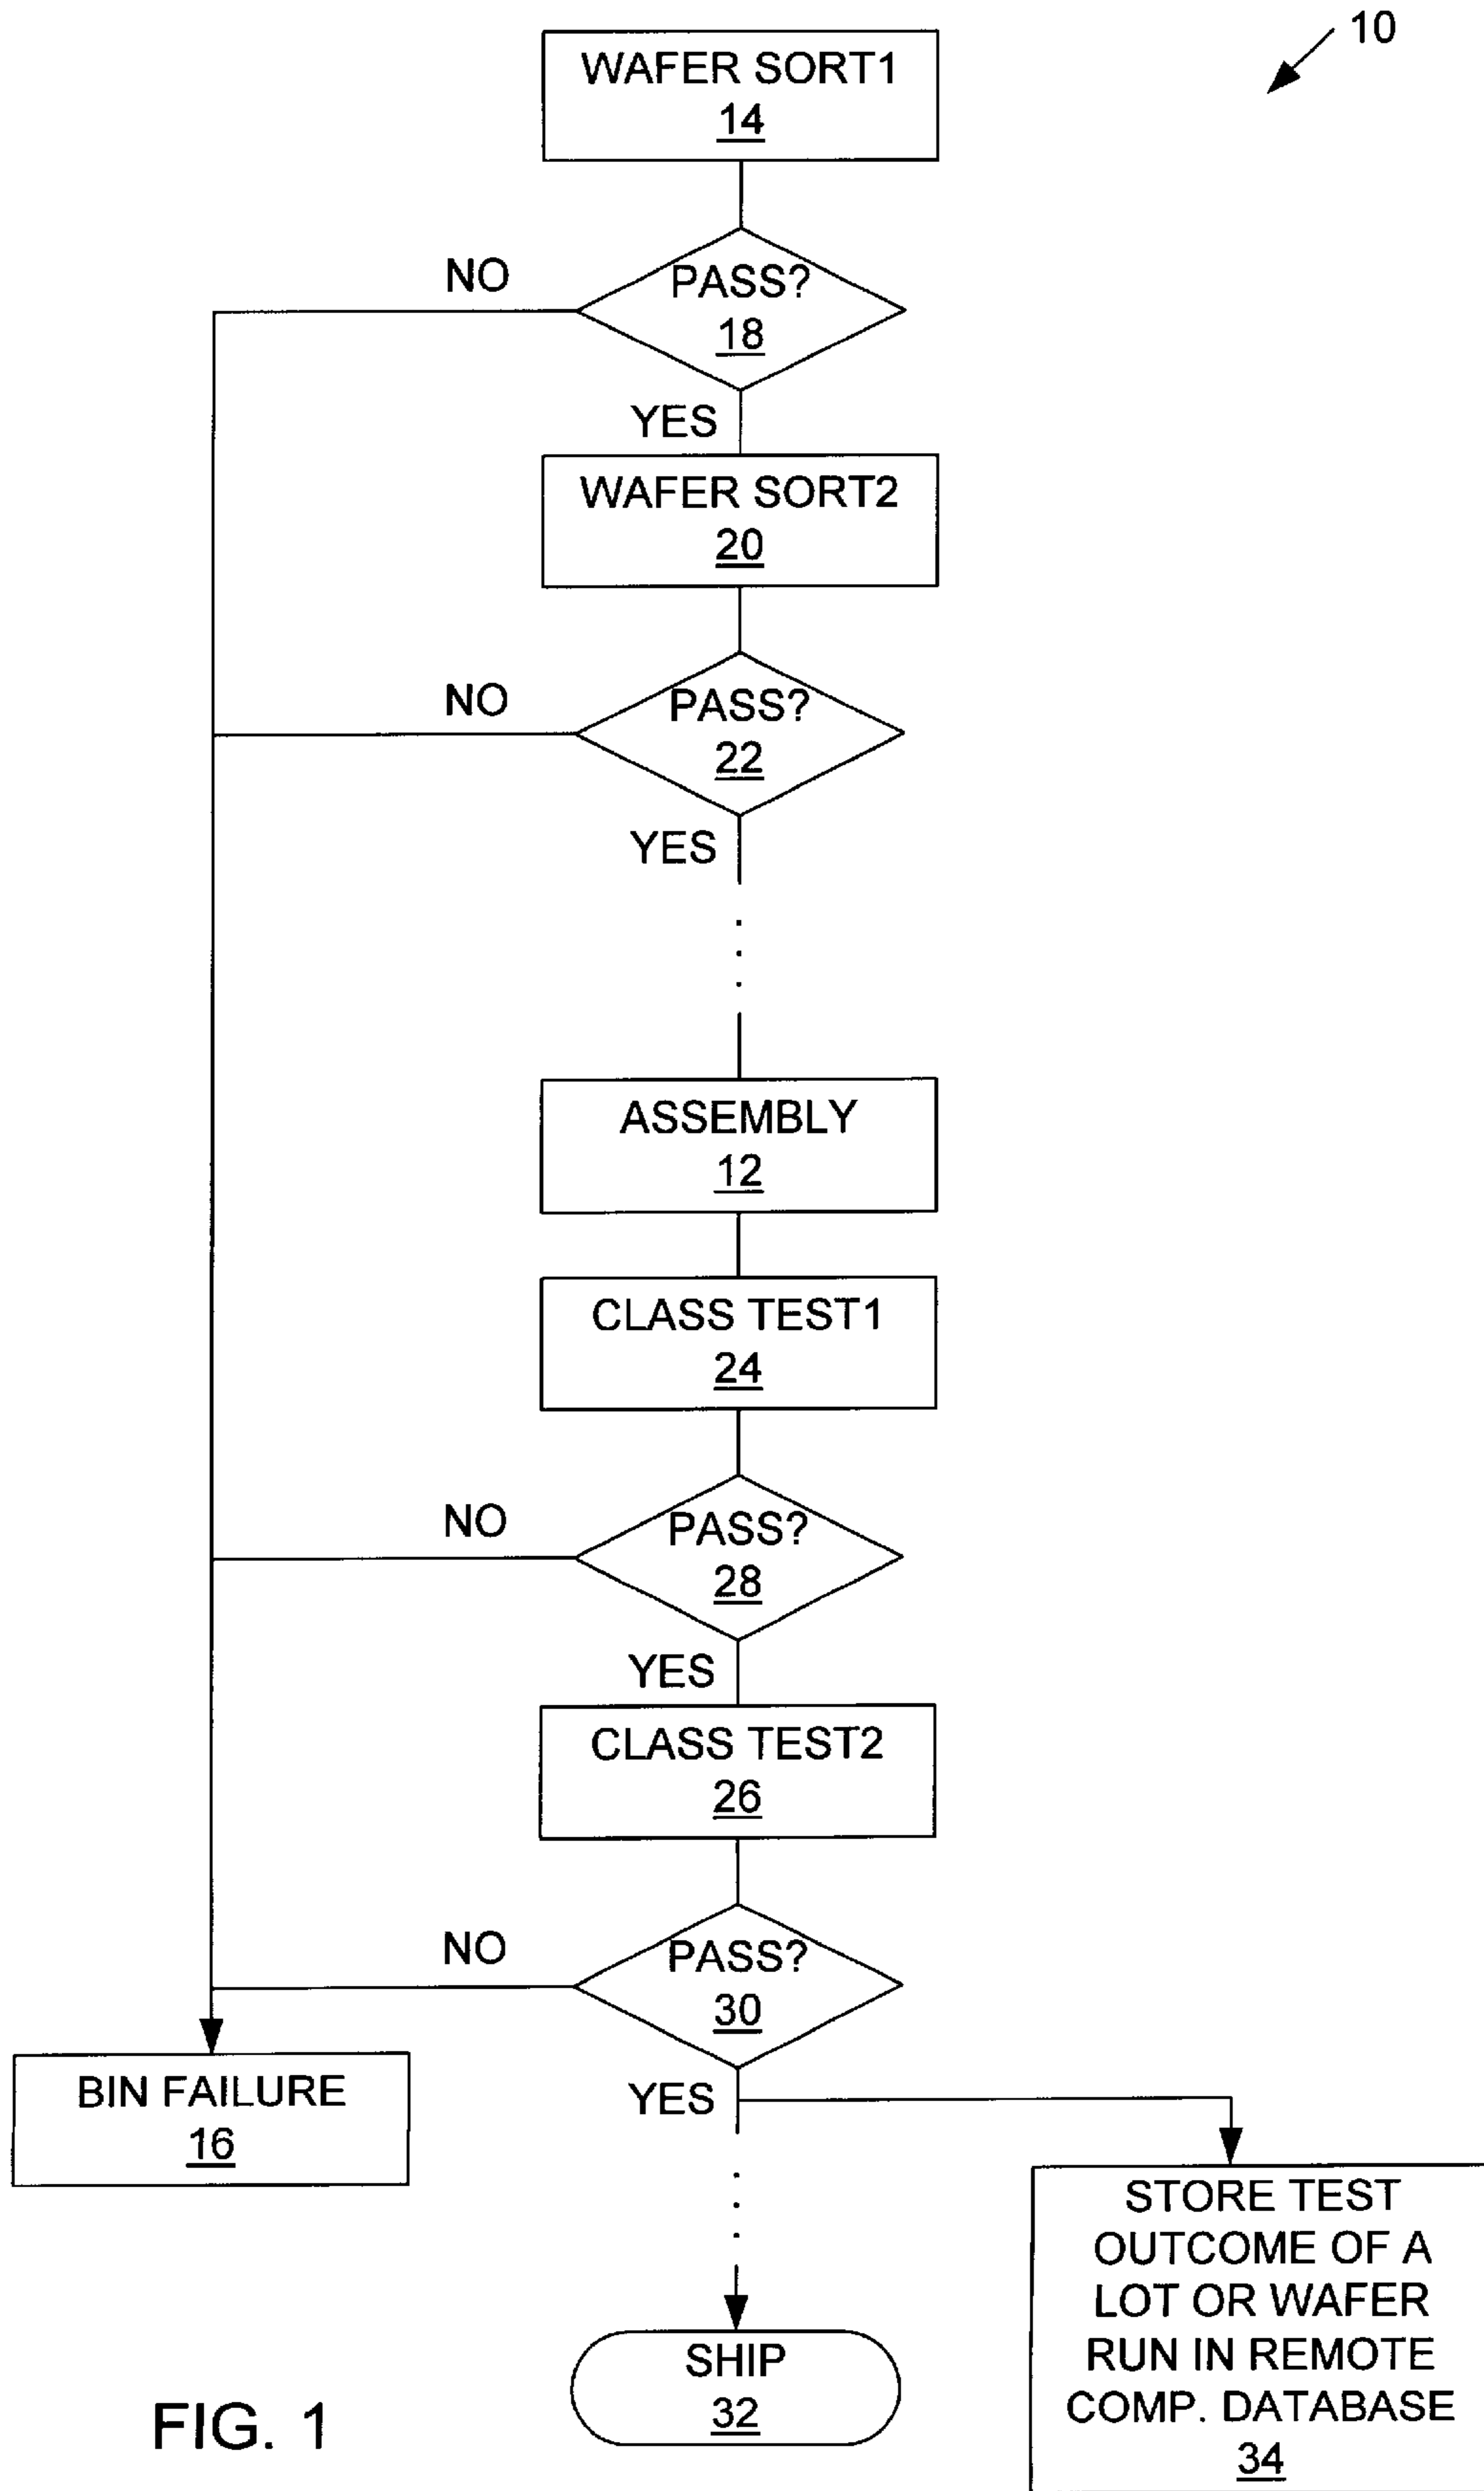 10
WAFER SORT1
14
NO
PASS?
18
YES
WAFER SORT2
20
NO
PASS?
22
YES
ASSEMBLY
12
CLASS TEST1
24
NO
PASS?
28
YES
CLASS TEST2
26
NO
PASS?
30
BIN FAILURE
16
YES
STORE TEST
OUTCOME OF A
LOT OR WAFER
RUN IN REMOTE
COMP. DATABASE
34
SHIP
32
FIG. 1